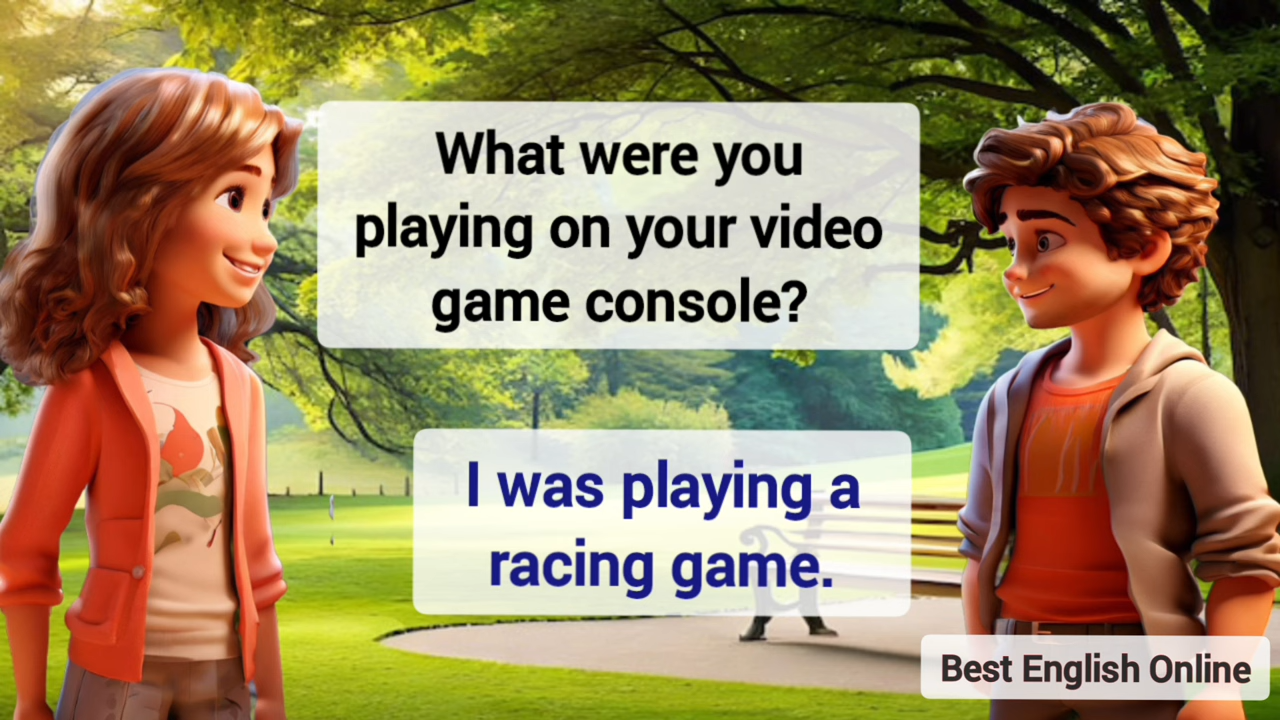 What were you
playing on your video
game console?
I was playing a
racing game.
Best English Online